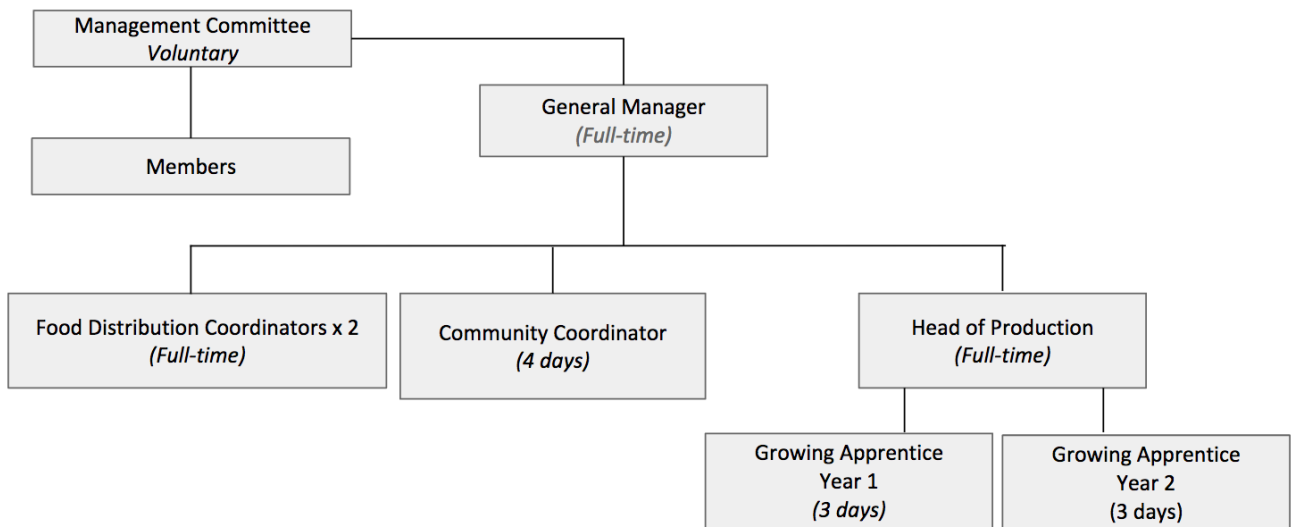 Management Committee
Voluntary
General Manager
(Full-time)
Members
Food Distribution Coordinators x 2
(Full-time)
Community Coordinator
(4 days)
Head of Production
(Full-time)
Growing Apprentice
Year 1
(3 days)
Growing Apprentice
Year 2
(3 days)